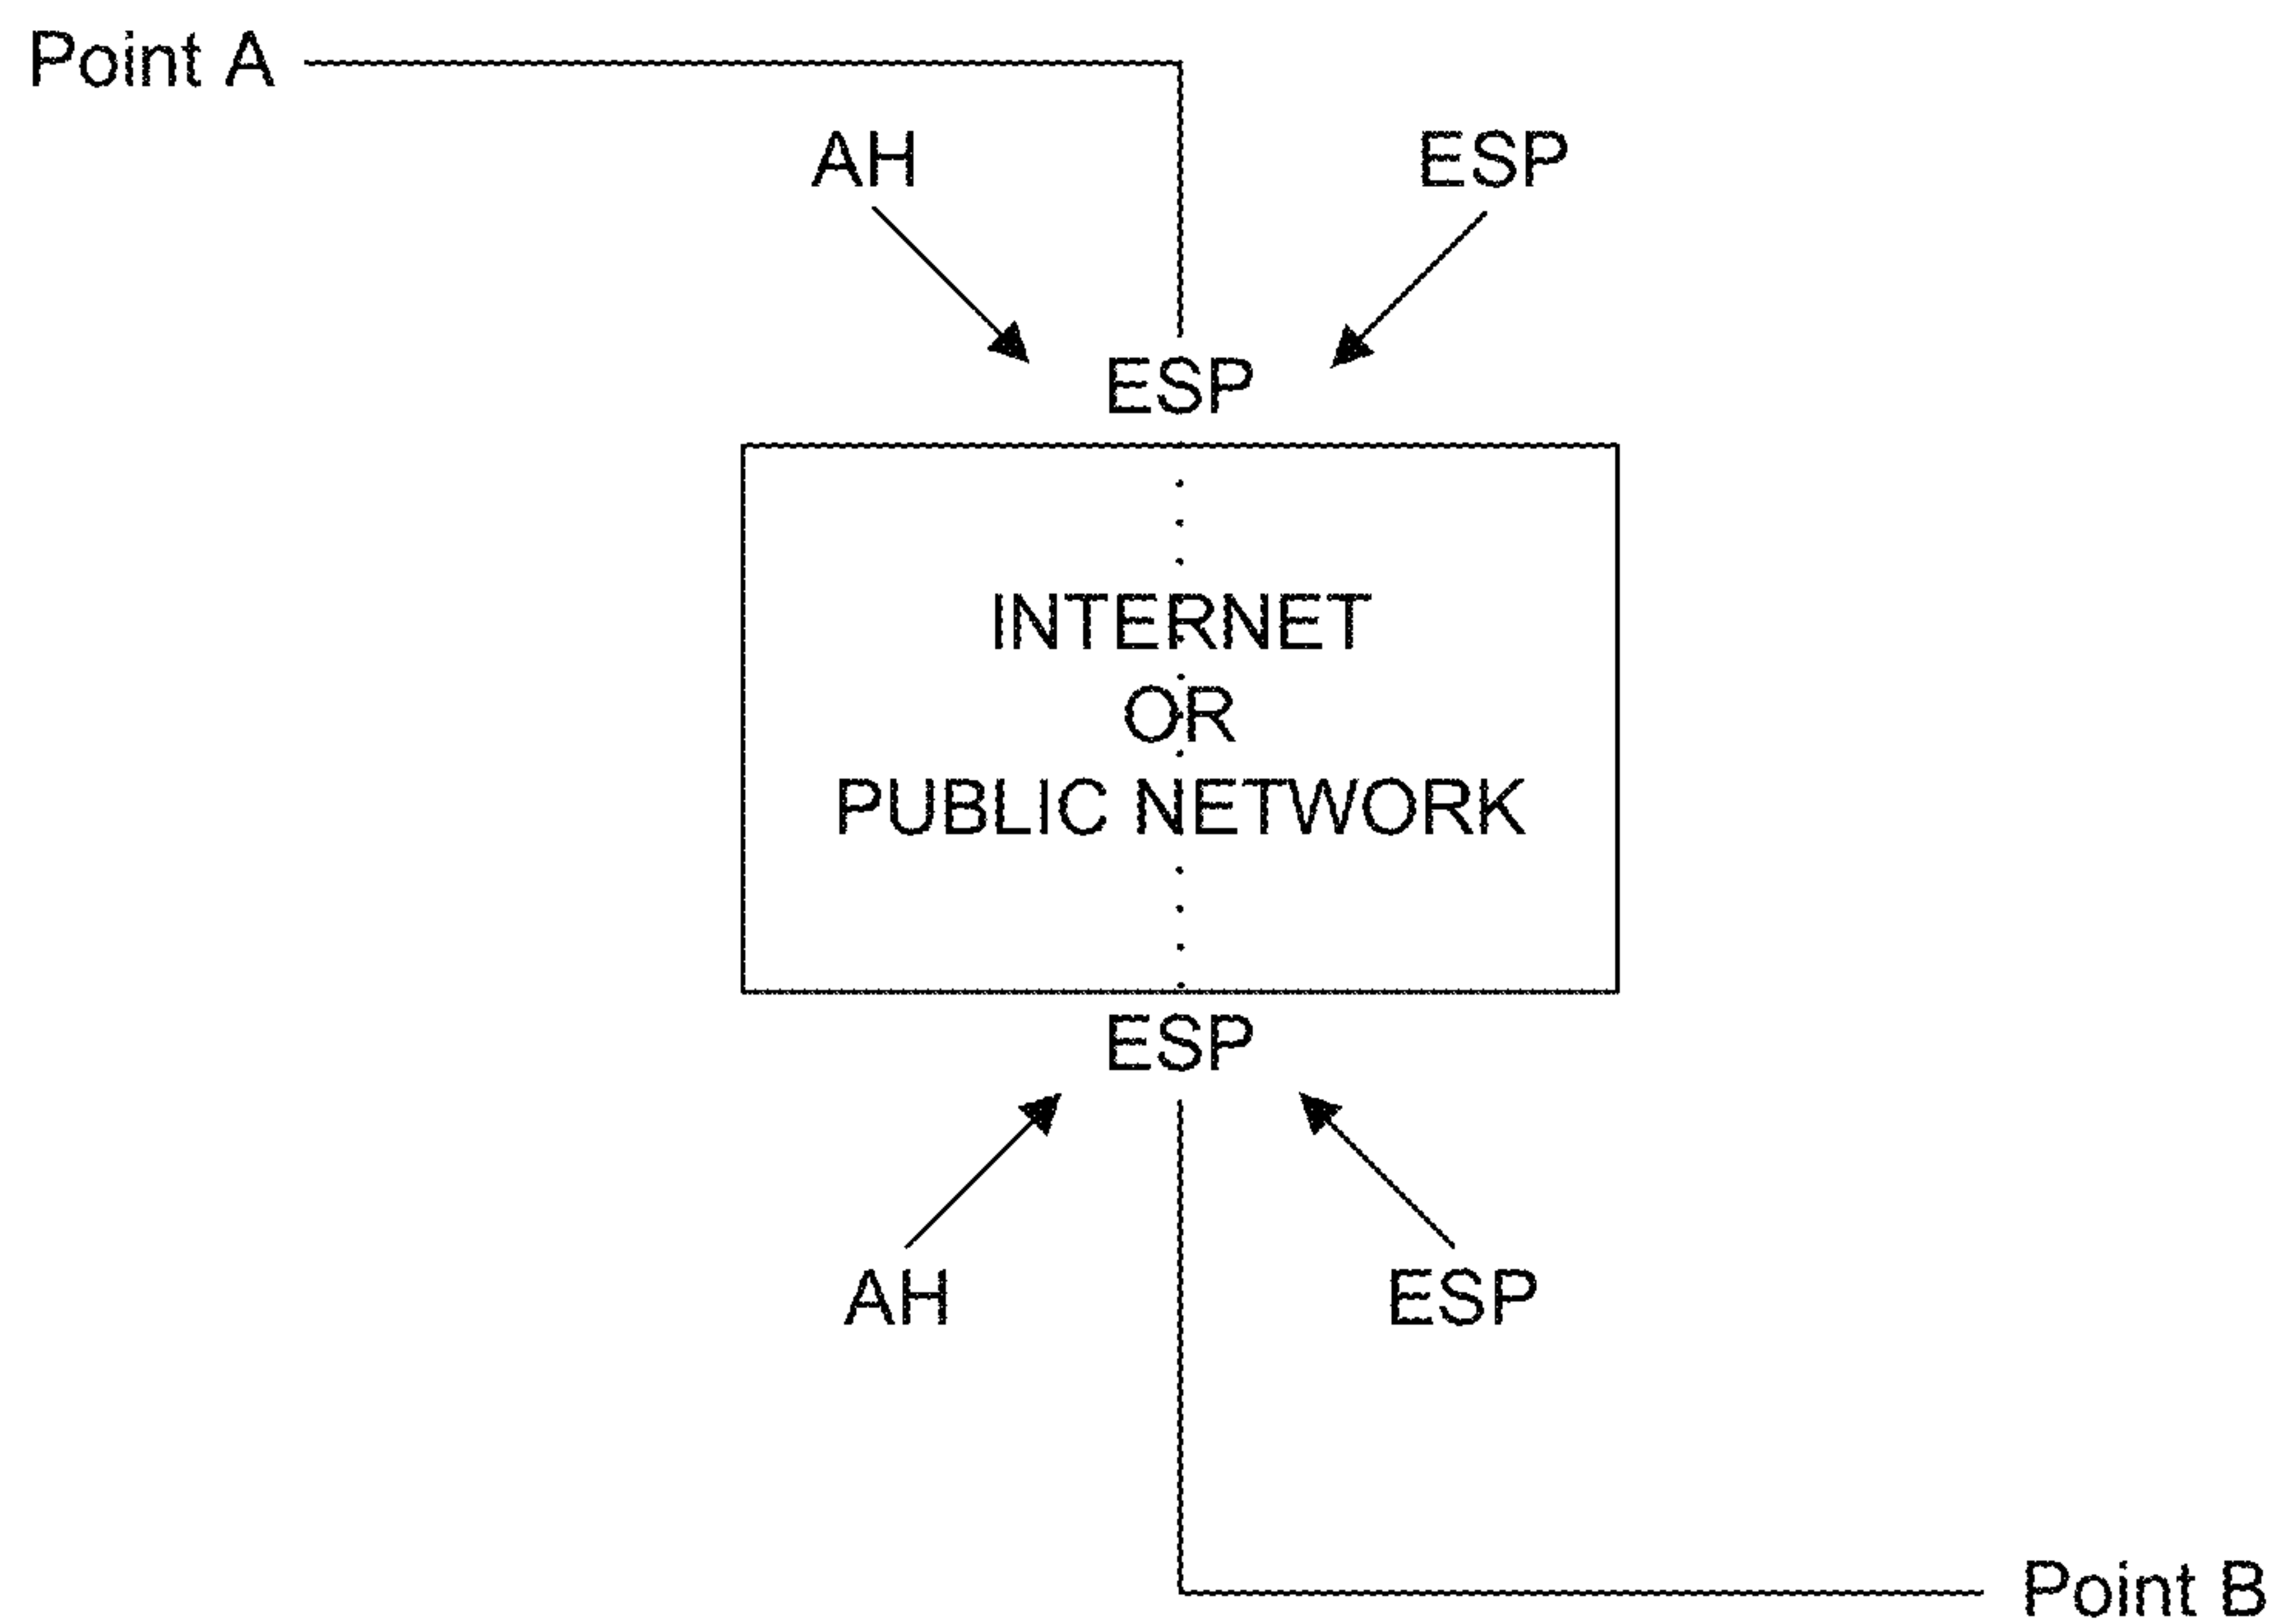 Point A
AH
ESP
ESP
INTERNET
OR
PUBLIC NETWORK
ESP
AH
ESP
Point B